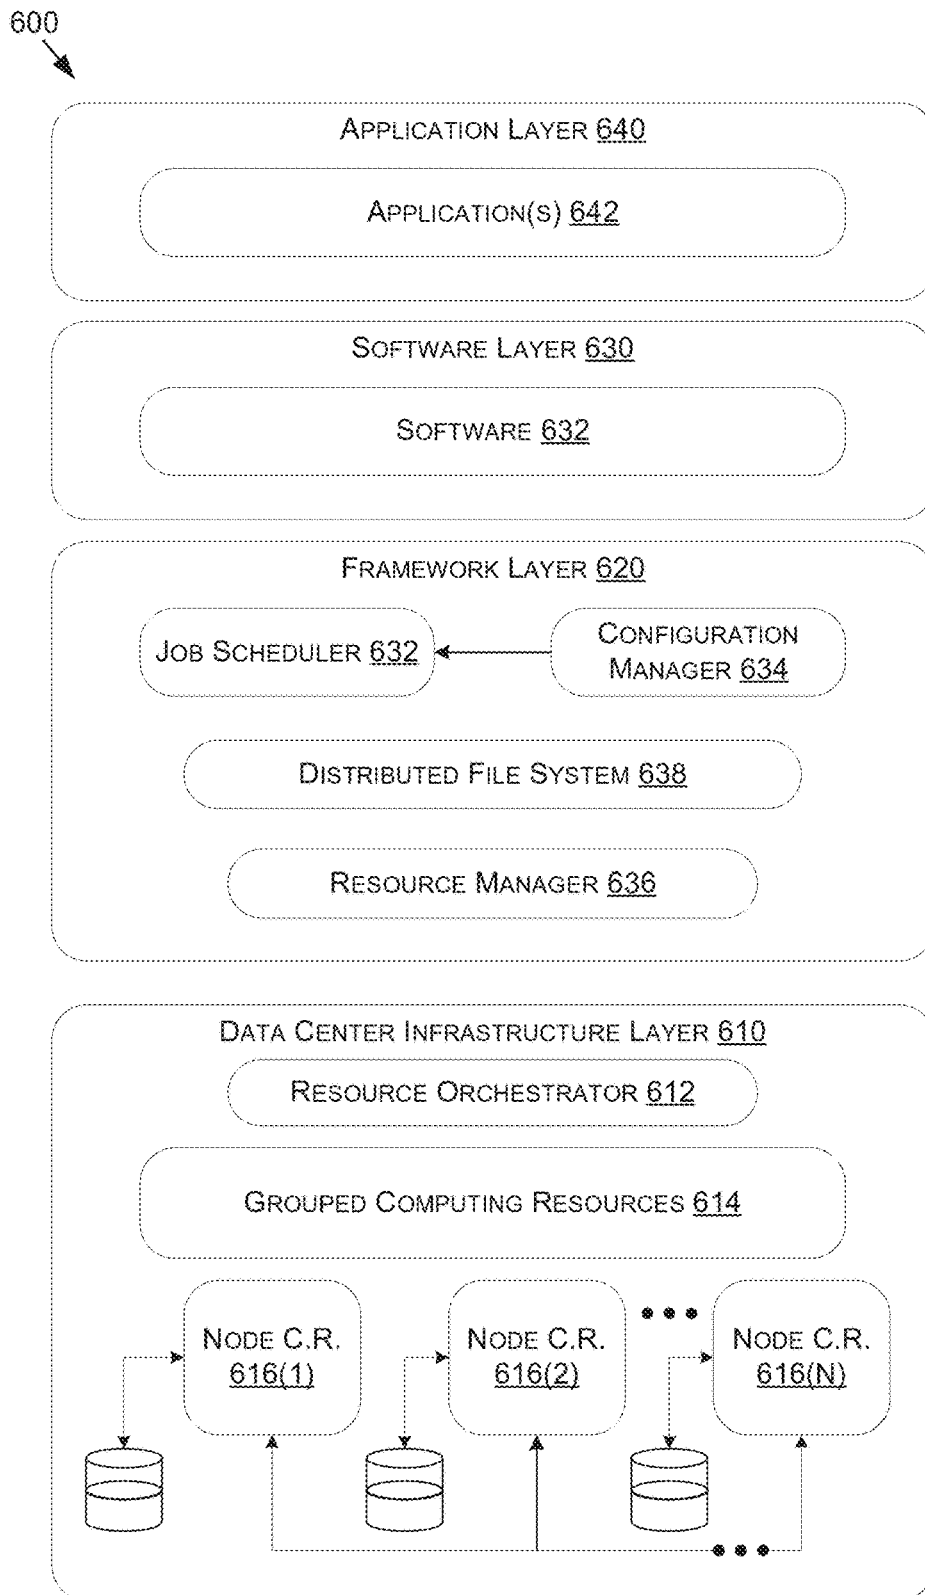 600
APPLICATION LAYER 640
APPLICATION(S) 642
SOFTWARE LAYER 630
SOFTWARE 632
FRAMEWORK LAYER 620
JOB SCHEDULER 632
CONFIGURATION
MANAGER 634
DISTRIBUTED FILE SYSTEM 638
RESOURCE MANAGER 636
DATA CENTER INFRASTRUCTURE LAYER 610
RESOURCE ORCHESTRATOR 612
GROUPED COMPUTING RESOURCES 614
NODE C.R.
616(1)
NODE C.R.
616(2)
NODE C.R.
616(N)